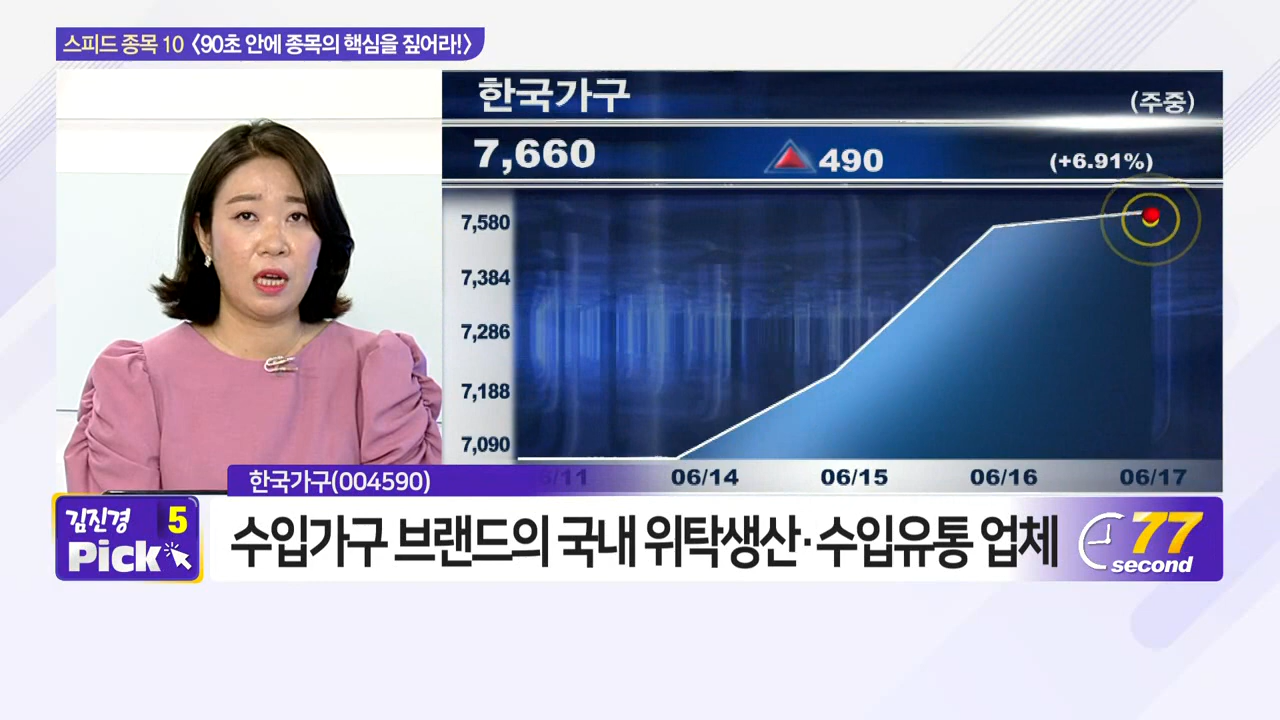 스피드 종목 10 〈90초 안에 종목의 핵심을 짚어라!〉
한국가구
(주중)
7,660 ▲490 (+6.91%)
7,580
7,384
7,286
7,188
7,090
/11 06/14 06/15 06/16 06/17
한국가구(004590)
김진경 5
Pick
수입가구 브랜드의 국내 위탁생산·수입유통 업체
77
second